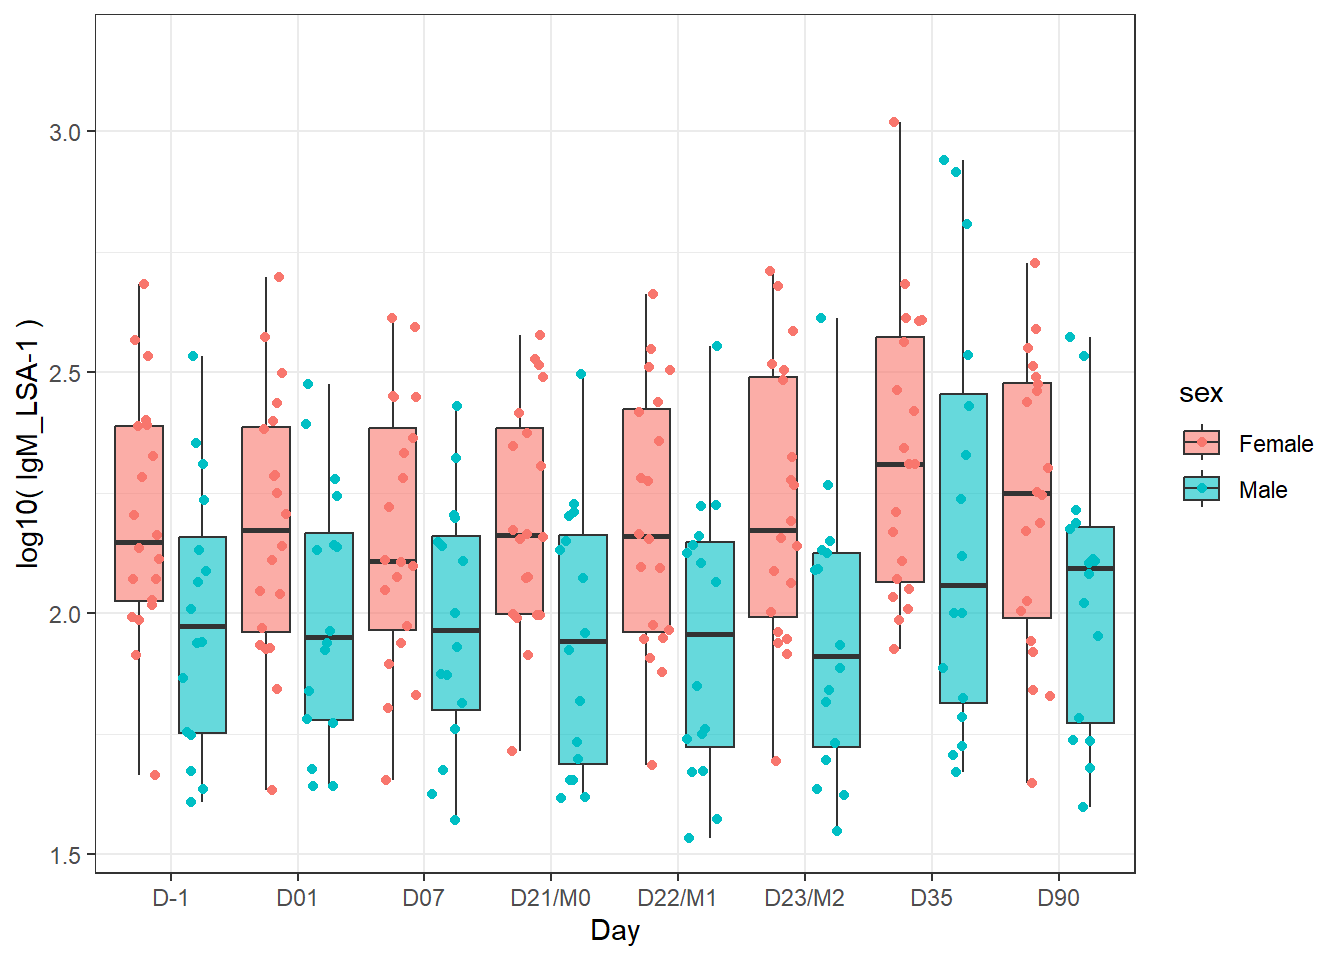 log10( IgM_LSA-1 )
3.0
2.5
2.0
1.5
D-1 D01 D07 D21/M0 D22/M1 D23/M2 D35 D90
Day
sex
Female
Male